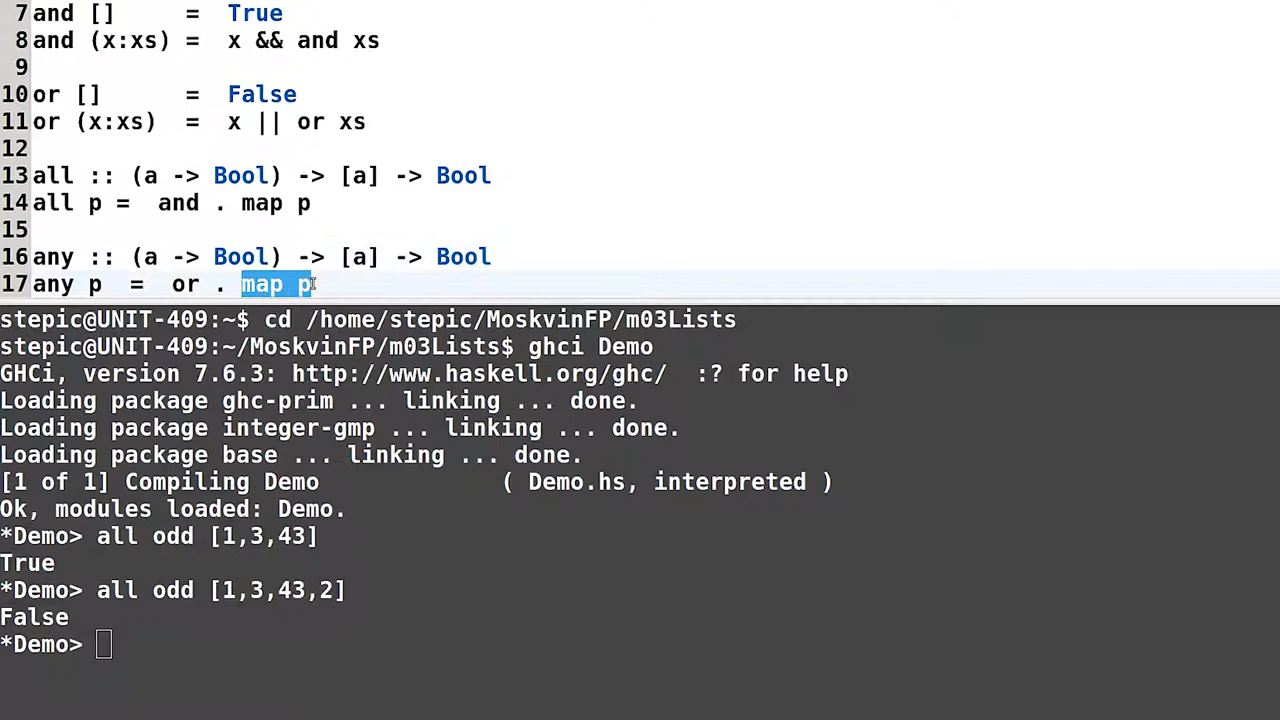 7 and []      =  True
8 and (x:xs) =  x && and xs
9
10 or []      =  False
11 or (x:xs)  =  x || or xs
12
13 all :: (a -> Bool) -> [a] -> Bool
14 all p =  and . map p
15
16 any :: (a -> Bool) -> [a] -> Bool
17 any p  =  or . map p
stepic@UNIT-409:~$ cd /home/stepic/MoskvinFP/m03Lists
stepic@UNIT-409:~/MoskvinFP/m03Lists$ ghci Demo
GHCi, version 7.6.3: http://www.haskell.org/ghc/  :? for help
Loading package ghc-prim ... linking ... done.
Loading package integer-gmp ... linking ... done.
Loading package base ... linking ... done.
[1 of 1] Compiling Demo             ( Demo.hs, interpreted )
Ok, modules loaded: Demo.
*Demo> all odd [1,3,43]
True
*Demo> all odd [1,3,43,2]
False
*Demo>